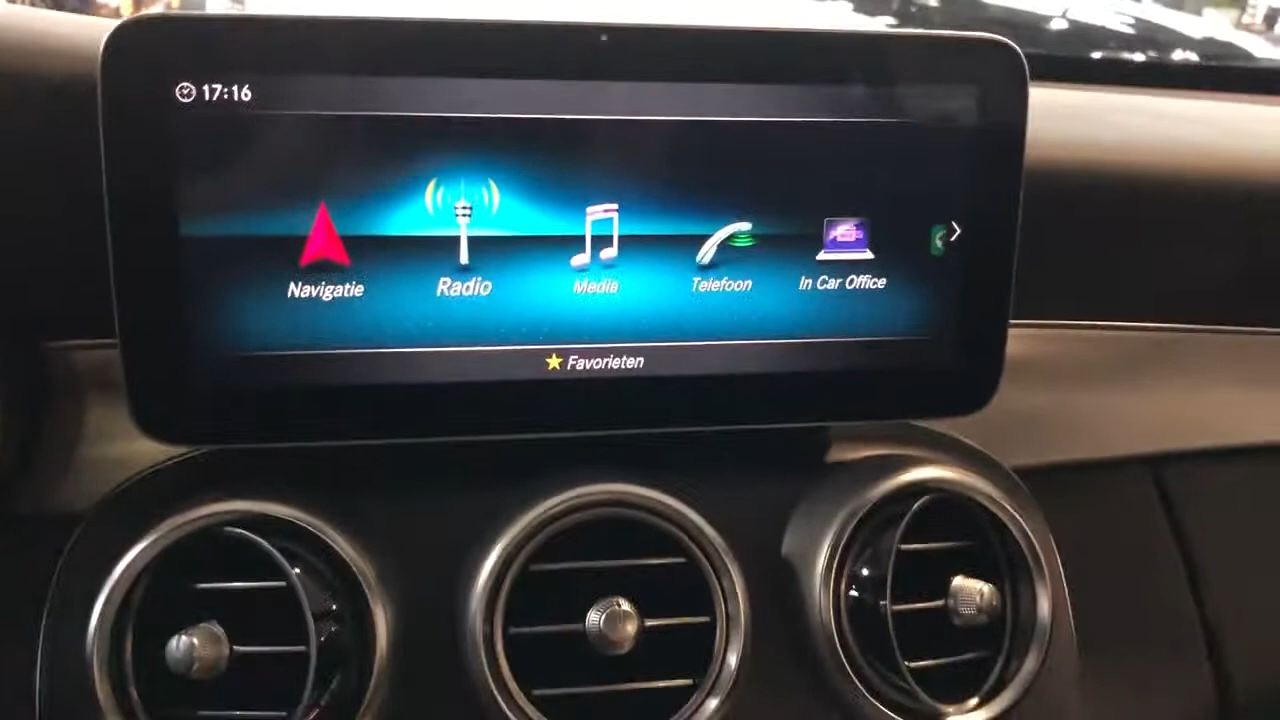 17:16
Navigatie
Radio
Media
Telefoon
In Car Office
Favorieten